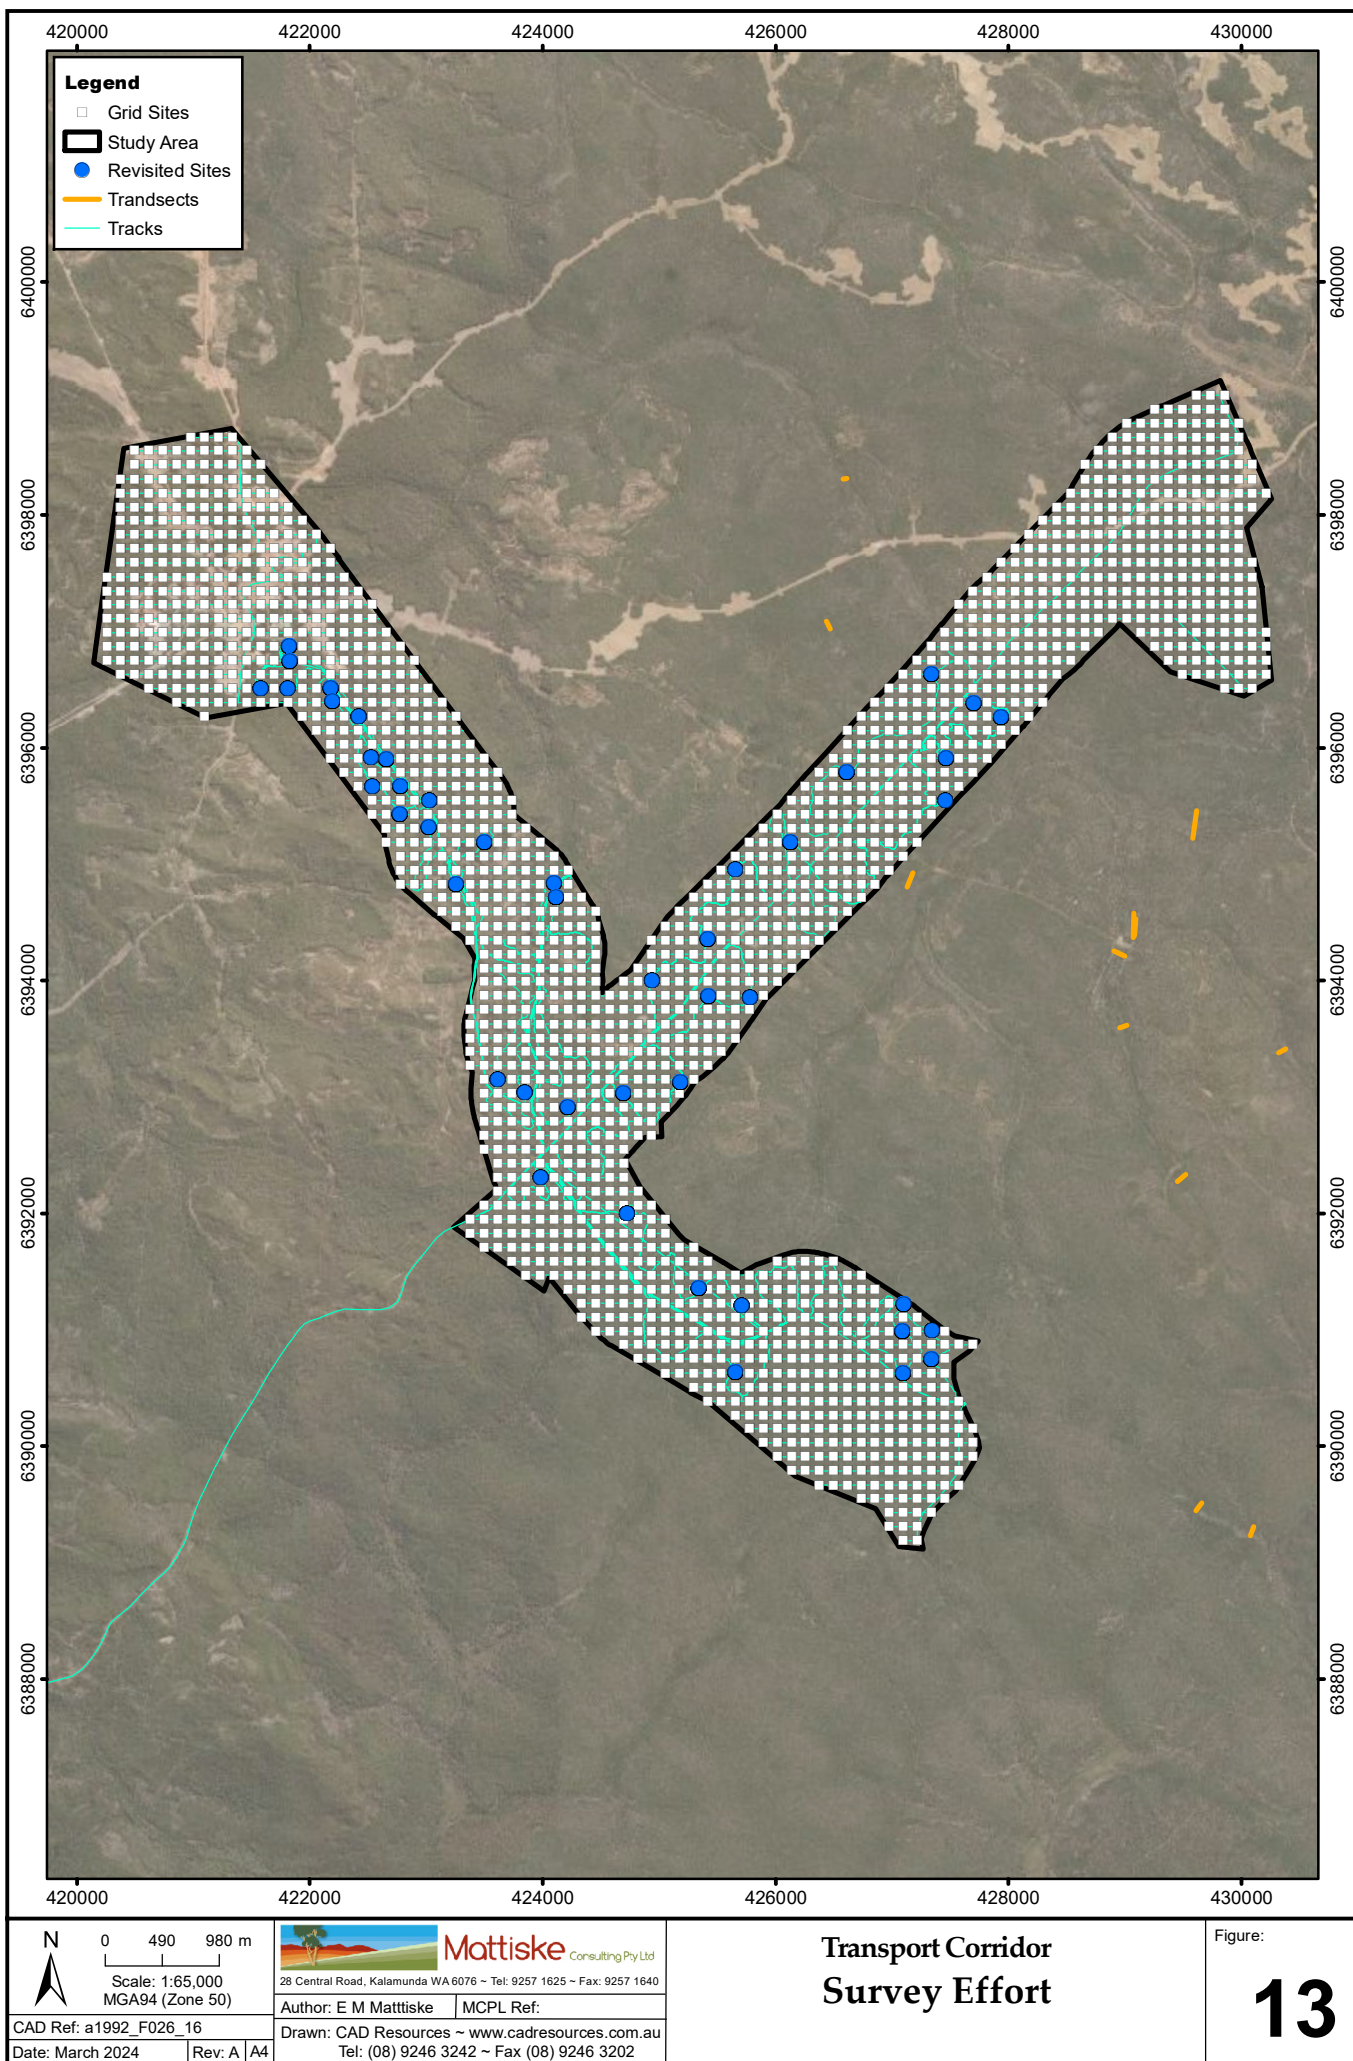 420000 422000 424000 426000 428000 430000
Legend
Grid Sites
Study Area
Revisited Sites
Trandsects
Tracks
6400000 6400000
6398000 6398000
6396000 6396000
6394000 6394000
6392000 6392000
6390000 6390000
6388000 6388000
420000 422000 424000 426000 428000 430000
N
0 490 980 m
Scale: 1:65,000
MGA94 (Zone 50)
CAD Ref: a1992_F026_16
Date: March 2024 Rev: A A4
Mattiske Consulting Pty Ltd
28 Central Road, Kalamunda WA 6076 ~ Tel: 9257 1625 ~ Fax: 9257 1640
Author: E M Matttiske MCPL Ref:
Drawn: CAD Resources ~ www.cadresources.com.au
Tel: (08) 9246 3242 ~ Fax (08) 9246 3202
Transport Corridor
Survey Effort
Figure:
13